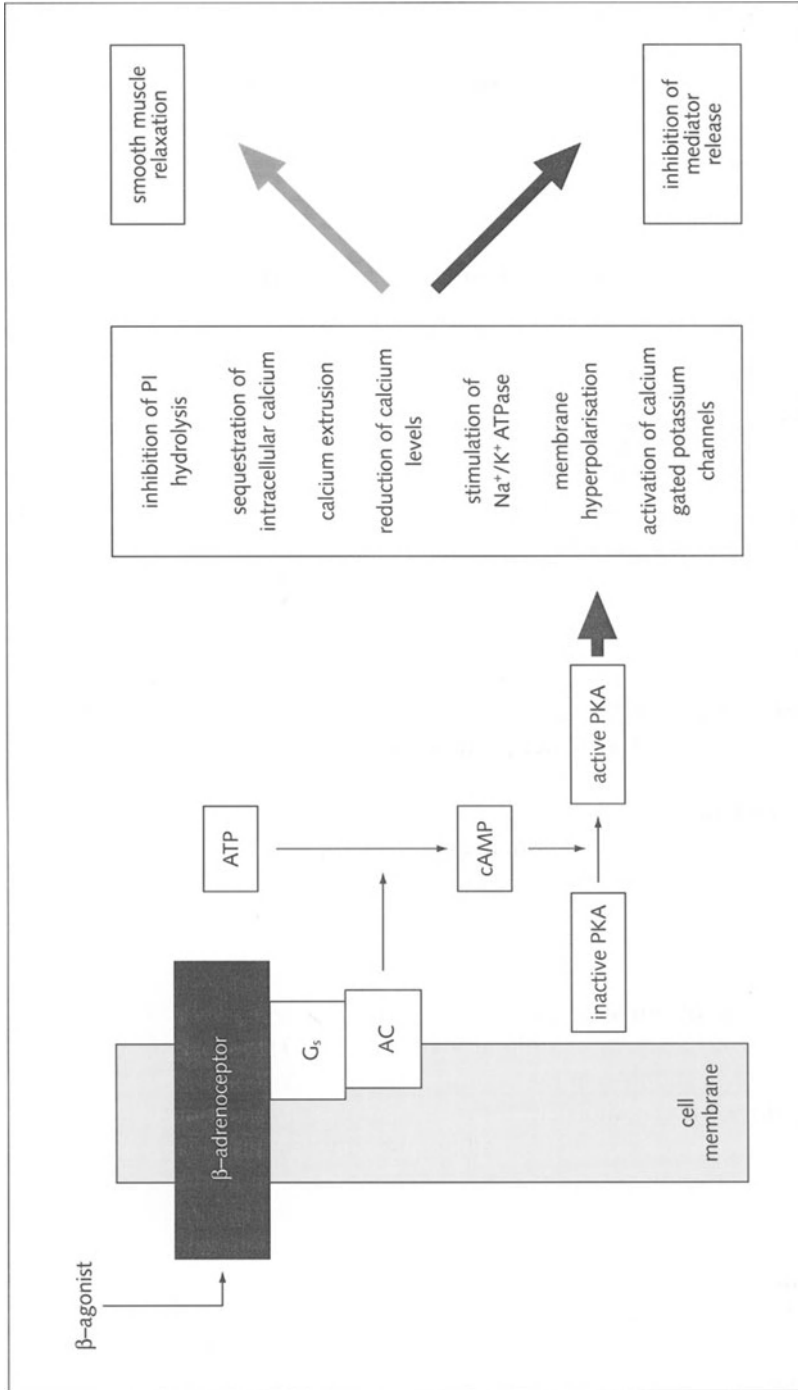 β–agonist
β–adrenoceptor
Gs
AC
cell
membrane
ATP
cAMP
inactive PKA
active PKA
inhibition of PI
hydrolysis
sequestration of
intracellular calcium
calcium extrusion
reduction of calcium
levels
stimulation of
Na⁺/K⁺ ATPase
membrane
hyperpolarisation
activation of calcium
gated potassium
channels
smooth muscle
relaxation
inhibition of
mediator
release